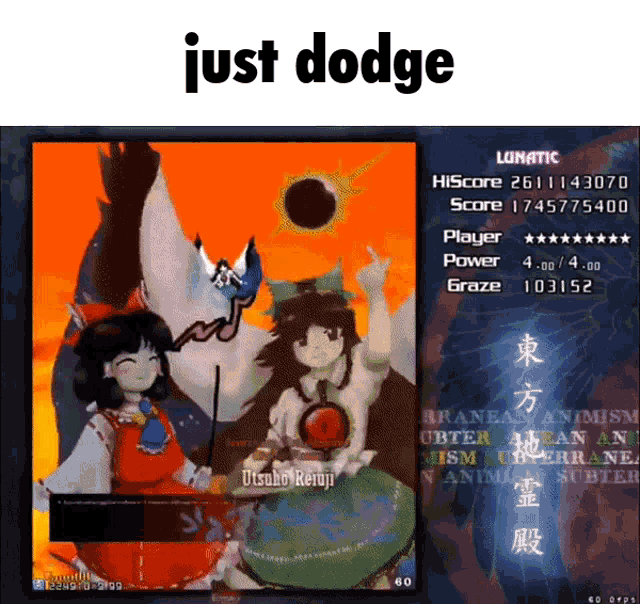 just dodge
LUNATIC
HiScore 2611143070
Score 1745775400
Player ★★★★★★★★★
Power 4.00/4.00
Graze 103152
東方地霊殿
Utsuho Reiuji
60